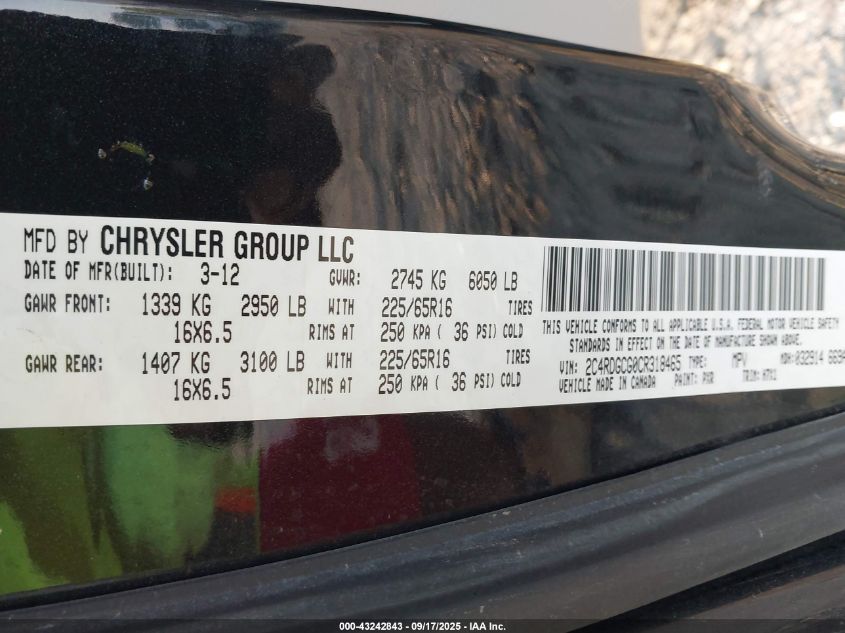 MFD BY CHRYSLER GROUP LLC
DATE OF MFR(BUILT): 3-12 GVWR: 2745 KG 6050 LB
GAWR FRONT: 1339 KG 2950 LB WITH 225/65R16 TIRES
16X6.5 RIMS AT 250 KPA ( 36 PSI) COLD
GAWR REAR: 1407 KG 3100 LB WITH 225/65R16 TIRES
16X6.5 RIMS AT 250 KPA ( 36 PSI) COLD
THIS VEHICLE CONFORMS TO ALL APPLICABLE U.S.A. FEDERAL MOTOR VEHICLE SAFETY
STANDARDS IN EFFECT ON THE DATE OF MANUFACTURE SHOWN ABOVE.
VIN: 2C4RDGCG0CR318465 TYPE: MPV MDH: 032914
VEHICLE MADE IN CANADA PAINT: PXR TRIM:
000-43242843 - 09/17/2025 - IAA Inc.